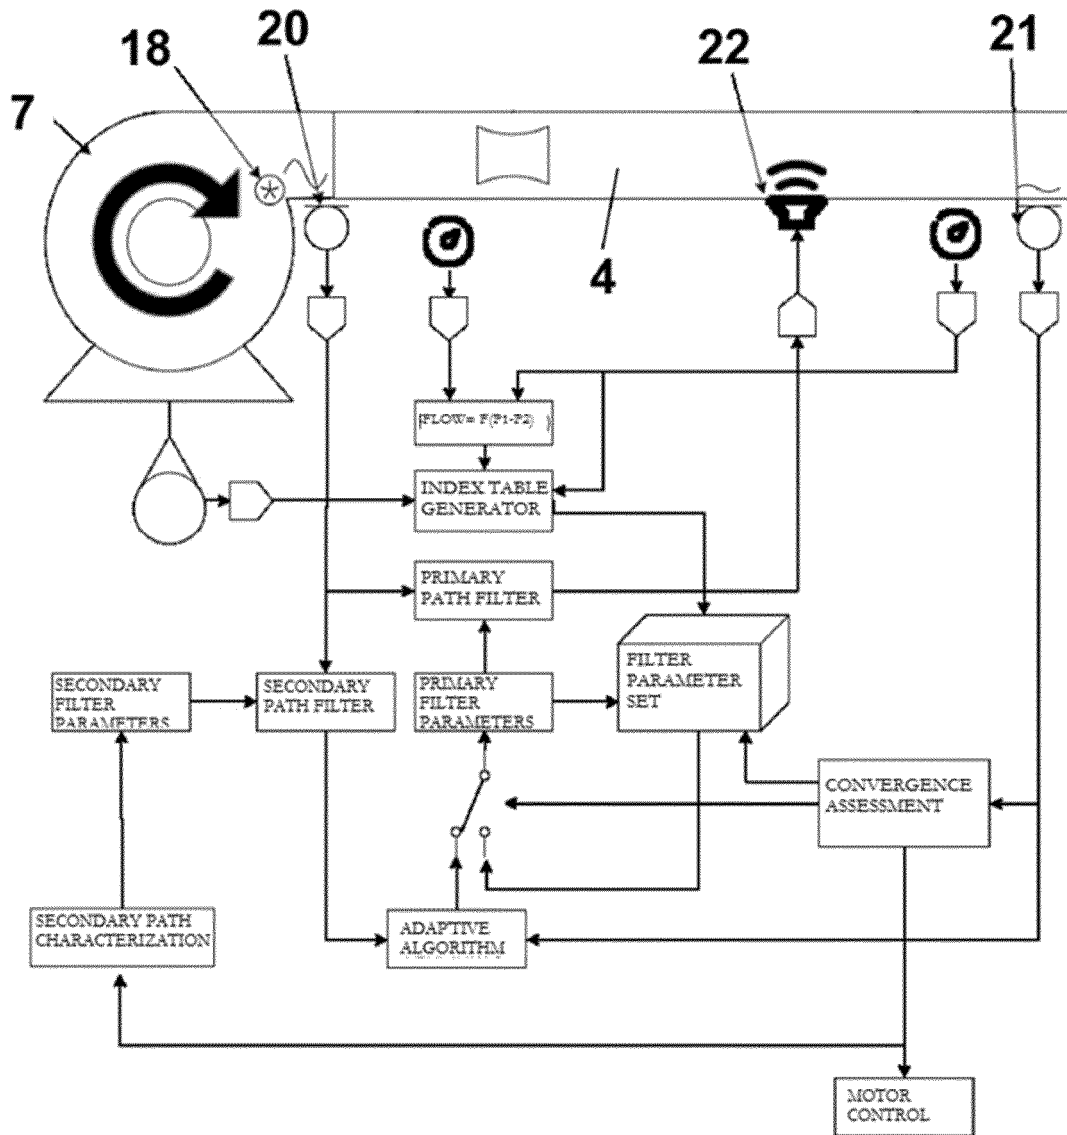 18
20
22
21
7
4
FLOW= F(P1-P2) )
INDEX TABLE
GENERATOR
PRIMARY
PATH FILTER
SECONDARY
FILTER
PARAMETERS
SECONDARY
PATH FILTER
PRIMARY
FILTER
PARAMETERS
FILTER
PARAMETER
SET
CONVERGENCE
ASSESSMENT
SECONDARY PATH
CHARACTERIZATION
ADAPTIVE
ALGORITHM
MOTOR
CONTROL